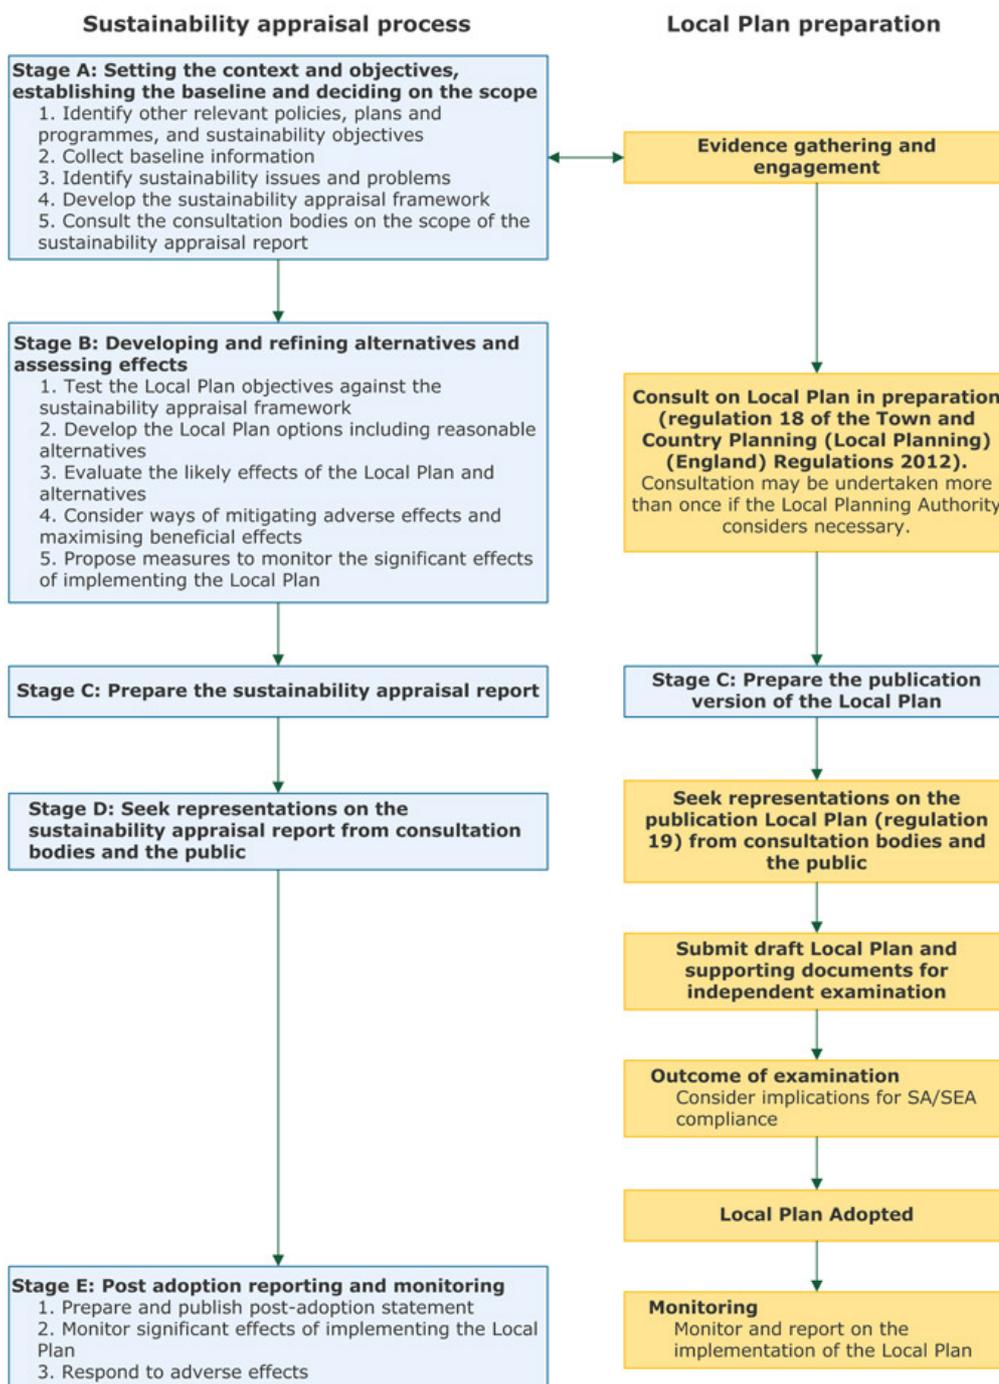 Sustainability appraisal process
Stage A: Setting the context and objectives,
establishing the baseline and deciding on the scope
1. Identify other relevant policies, plans and
programmes, and sustainability objectives
2. Collect baseline information
3. Identify sustainability issues and problems
4. Develop the sustainability appraisal framework
5. Consult the consultation bodies on the scope of the
sustainability appraisal report
Stage B: Developing and refining alternatives and
assessing effects
1. Test the Local Plan objectives against the
sustainability appraisal framework
2. Develop the Local Plan options including reasonable
alternatives
3. Evaluate the likely effects of the Local Plan and
alternatives
4. Consider ways of mitigating adverse effects and
maximising beneficial effects
5. Propose measures to monitor the significant effects
of implementing the Local Plan
Stage C: Prepare the sustainability appraisal report
Stage D: Seek representations on the
sustainability appraisal report from consultation
bodies and the public
Stage E: Post adoption reporting and monitoring
1. Prepare and publish post-adoption statement
2. Monitor significant effects of implementing the Local
Plan
3. Respond to adverse effects
Local Plan preparation
Evidence gathering and
engagement
Consult on Local Plan in preparation
(regulation 18 of the Town and
Country Planning (Local Planning)
(England) Regulations 2012).
Consultation may be undertaken more
than once if the Local Planning Authority
considers necessary.
Stage C: Prepare the publication
version of the Local Plan
Seek representations on the
publication Local Plan (regulation
19) from consultation bodies and
the public
Submit draft Local Plan and
supporting documents for
independent examination
Outcome of examination
Consider implications for SA/SEA
compliance
Local Plan Adopted
Monitoring
Monitor and report on the
implementation of the Local Plan